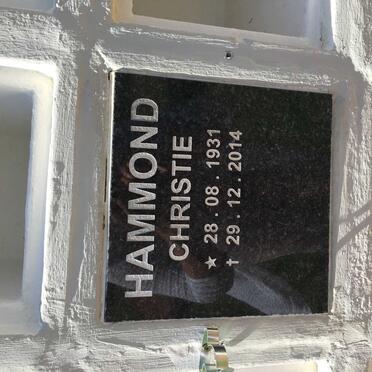 HAMMOND
CHRISTIE
★ 28 . 08 . 1931
† 29 . 12 . 2014